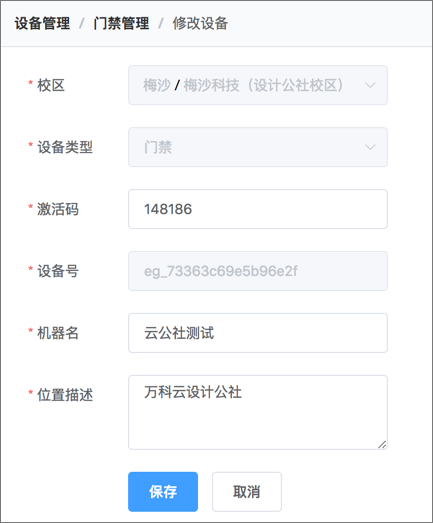 设备管理 / 门禁管理 / 修改设备
* 校区 梅沙 / 梅沙科技（设计公社校区）
* 设备类型 门禁
* 激活码 148186
* 设备号 eg_73363c69e5b96e2f
* 机器名 云公社测试
* 位置描述 万科云设计公社
保存 取消